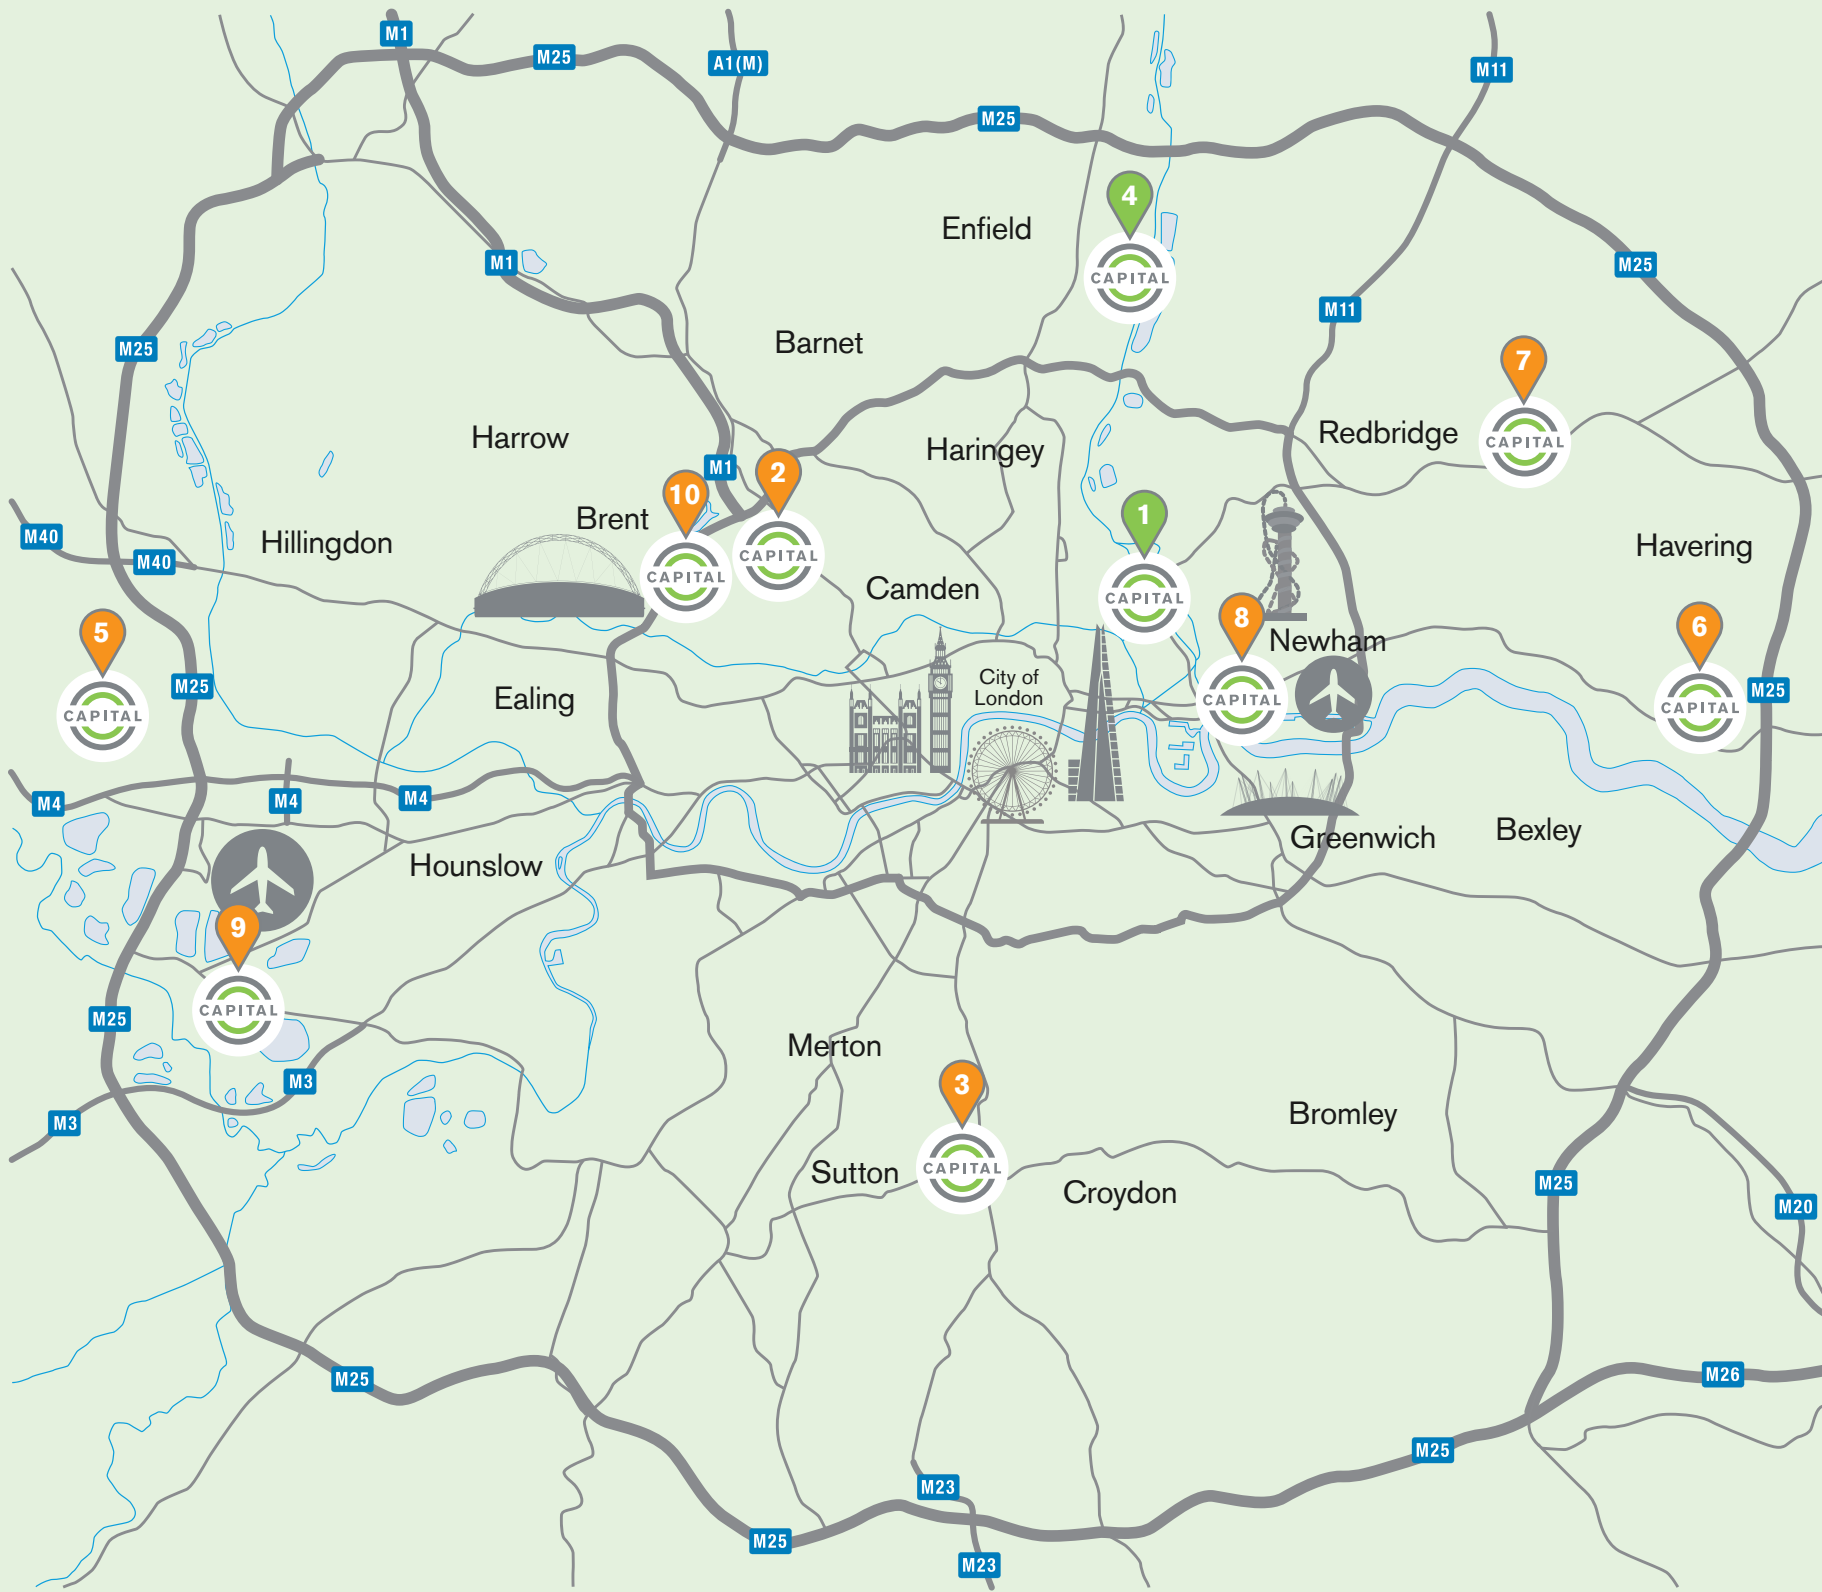 M1
M25
A1(M)
M11
M25
4
Enfield
M1
M25
M11
Barnet
M25
7
Harrow
Haringey
Redbridge
CAPITAL
M1
2
10
Brent
1
M40
Hillingdon
M40
CAPITAL
CAPITAL
Camden
CAPITAL
Havering
CAPITAL
5
8
Newham
6
M25
Ealing
City of
London
CAPITAL
M25
CAPITAL
CAPITAL
M4
M4
M4
Hounslow
Greenwich
Bexley
9
CAPITAL
M25
Merton
M3
3
M3
Bromley
Sutton
CAPITAL
Croydon
M25
M20
M25
M26
M25
M23
M25
M23